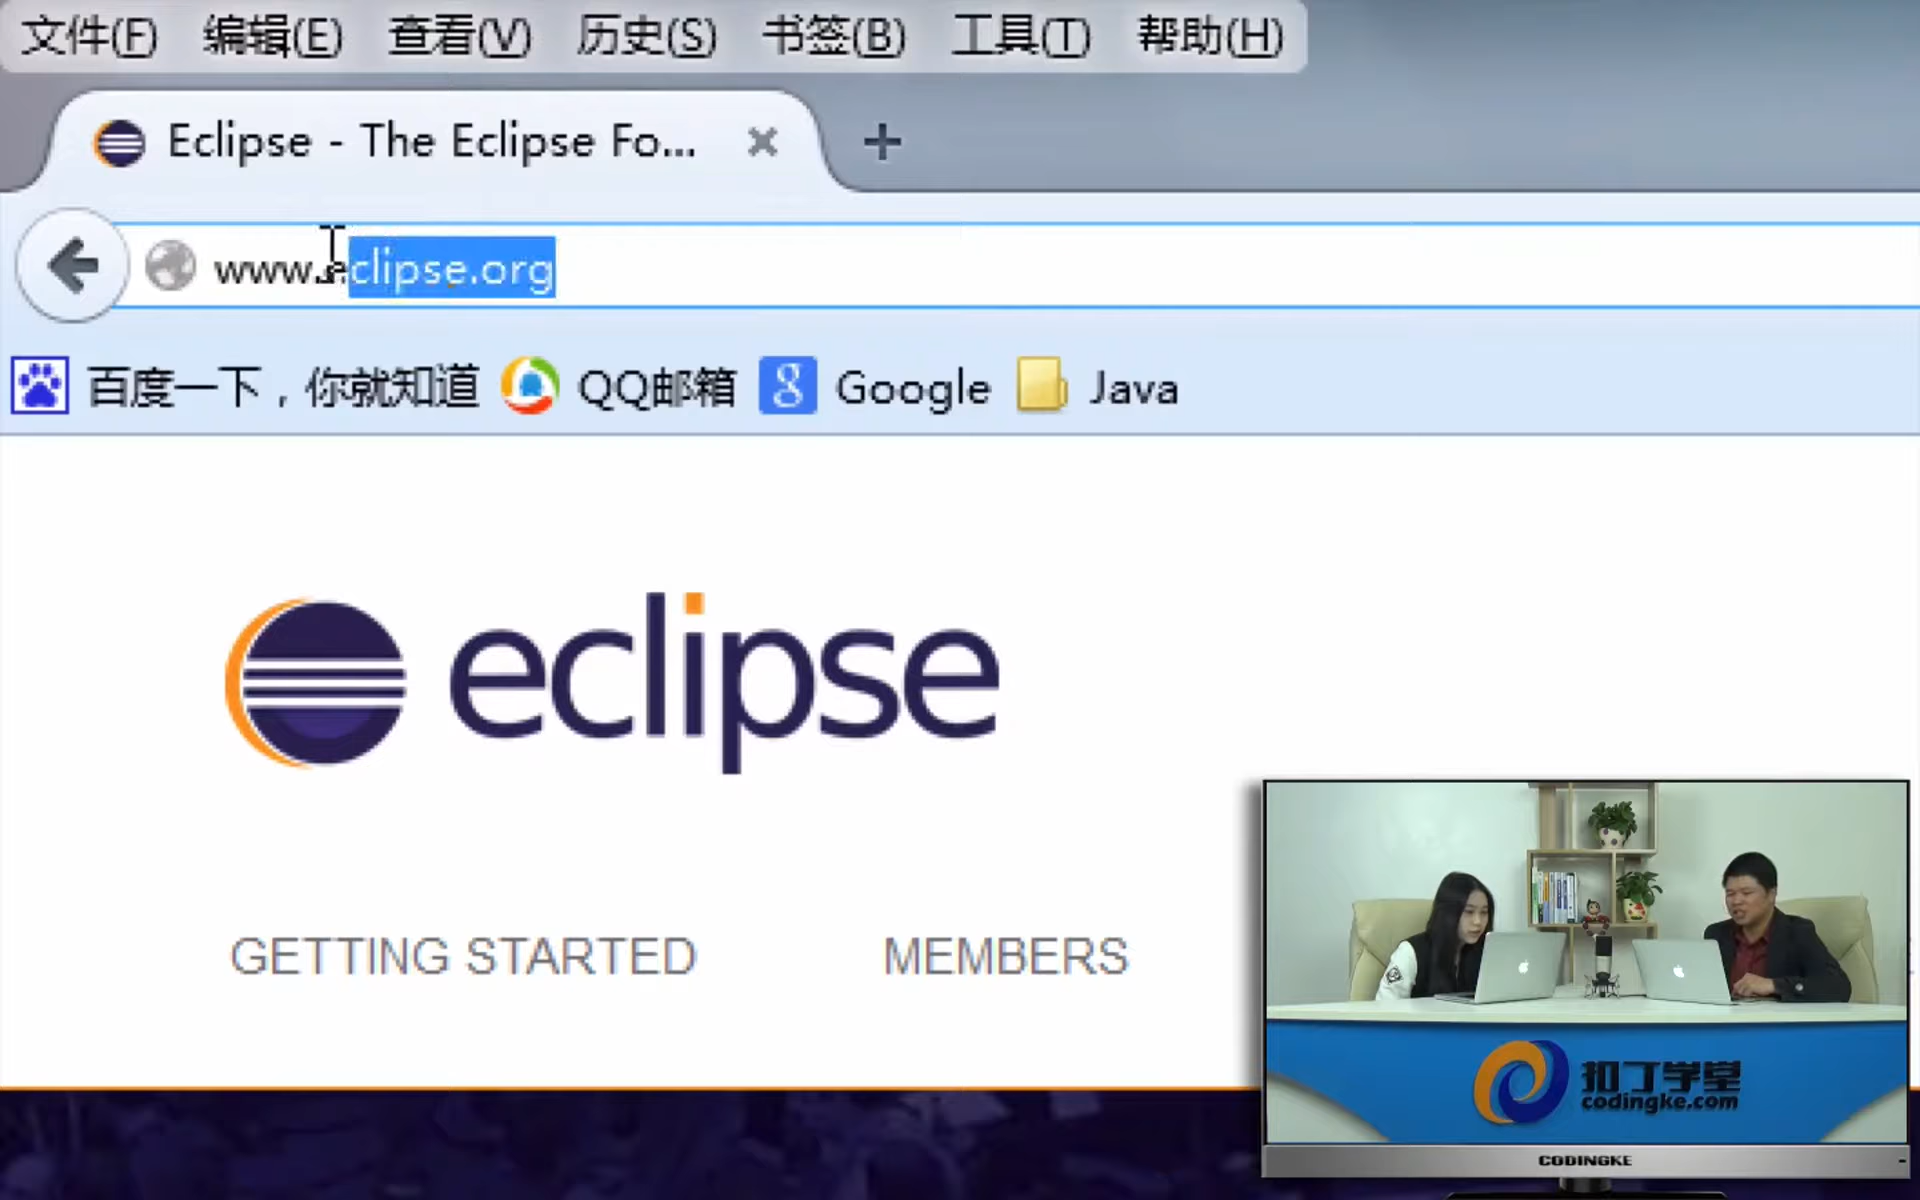 文件(F) 编辑(E) 查看(V) 历史(S) 书签(B) 工具(T) 帮助(H)
Eclipse - The Eclipse Fo...
www.eclipse.org
百度一下，你就知道 QQ邮箱 Google Java
eclipse
GETTING STARTED MEMBERS
扣丁学堂
codingke.com
CODINGKE